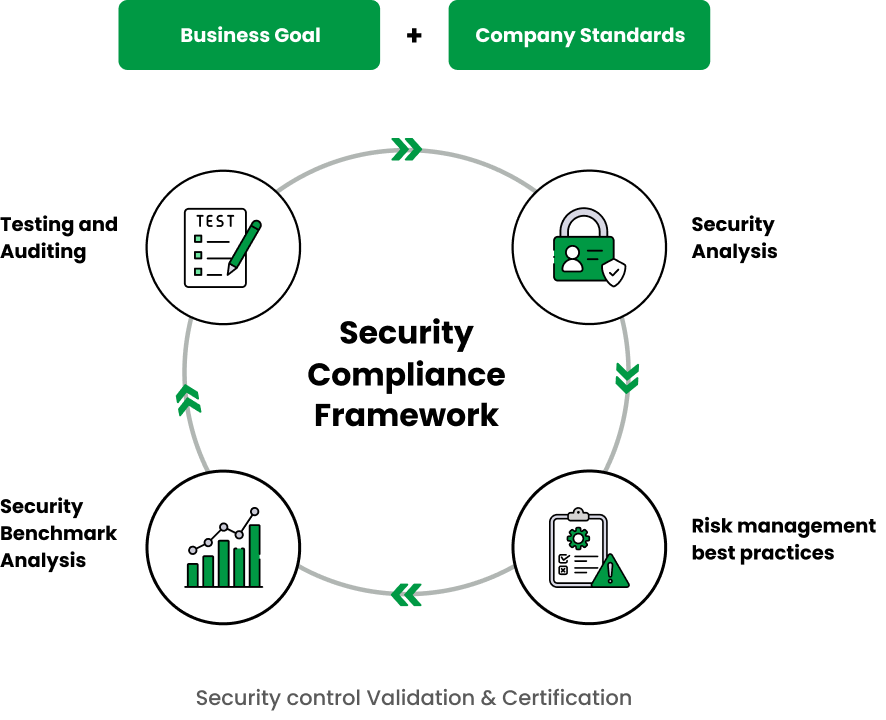 Business Goal
+
Company Standards
Testing and
Auditing
TEST
Security
Analysis
Security
Compliance
Framework
Security
Benchmark
Analysis
Risk management
best practices
Security control Validation & Certification